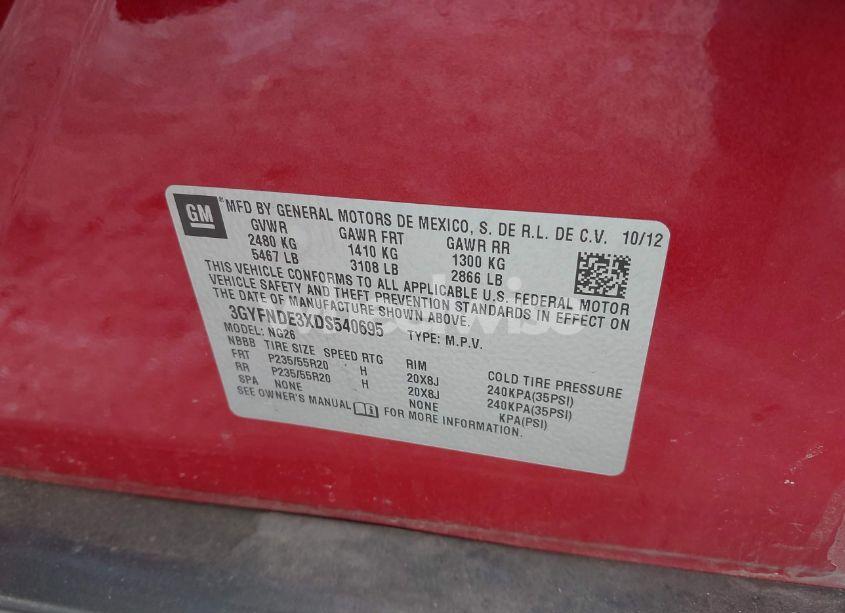 GM ® MFD BY GENERAL MOTORS DE MEXICO, S. DE R.L. DE C.V. 10/12
GVWR GAWR FRT GAWR RR
2480 KG 1410 KG 1300 KG
5467 LB 3108 LB 2866 LB
THIS VEHICLE CONFORMS TO ALL APPLICABLE U.S. FEDERAL MOTOR
VEHICLE SAFETY AND THEFT PREVENTION STANDARDS IN EFFECT ON
THE DATE OF MANUFACTURE SHOWN ABOVE.
3GYFNDE3XDS540695 TYPE: M.P.V.
MODEL: NG26
NBBB TIRE SIZE SPEED RTG RIM COLD TIRE PRESSURE
FRT P235/55R20 H 20X8J 240KPA(35PSI)
RR P235/55R20 H 20X8J 240KPA(35PSI)
SPA NONE NONE KPA(PSI)
SEE OWNER'S MANUAL FOR MORE INFORMATION.